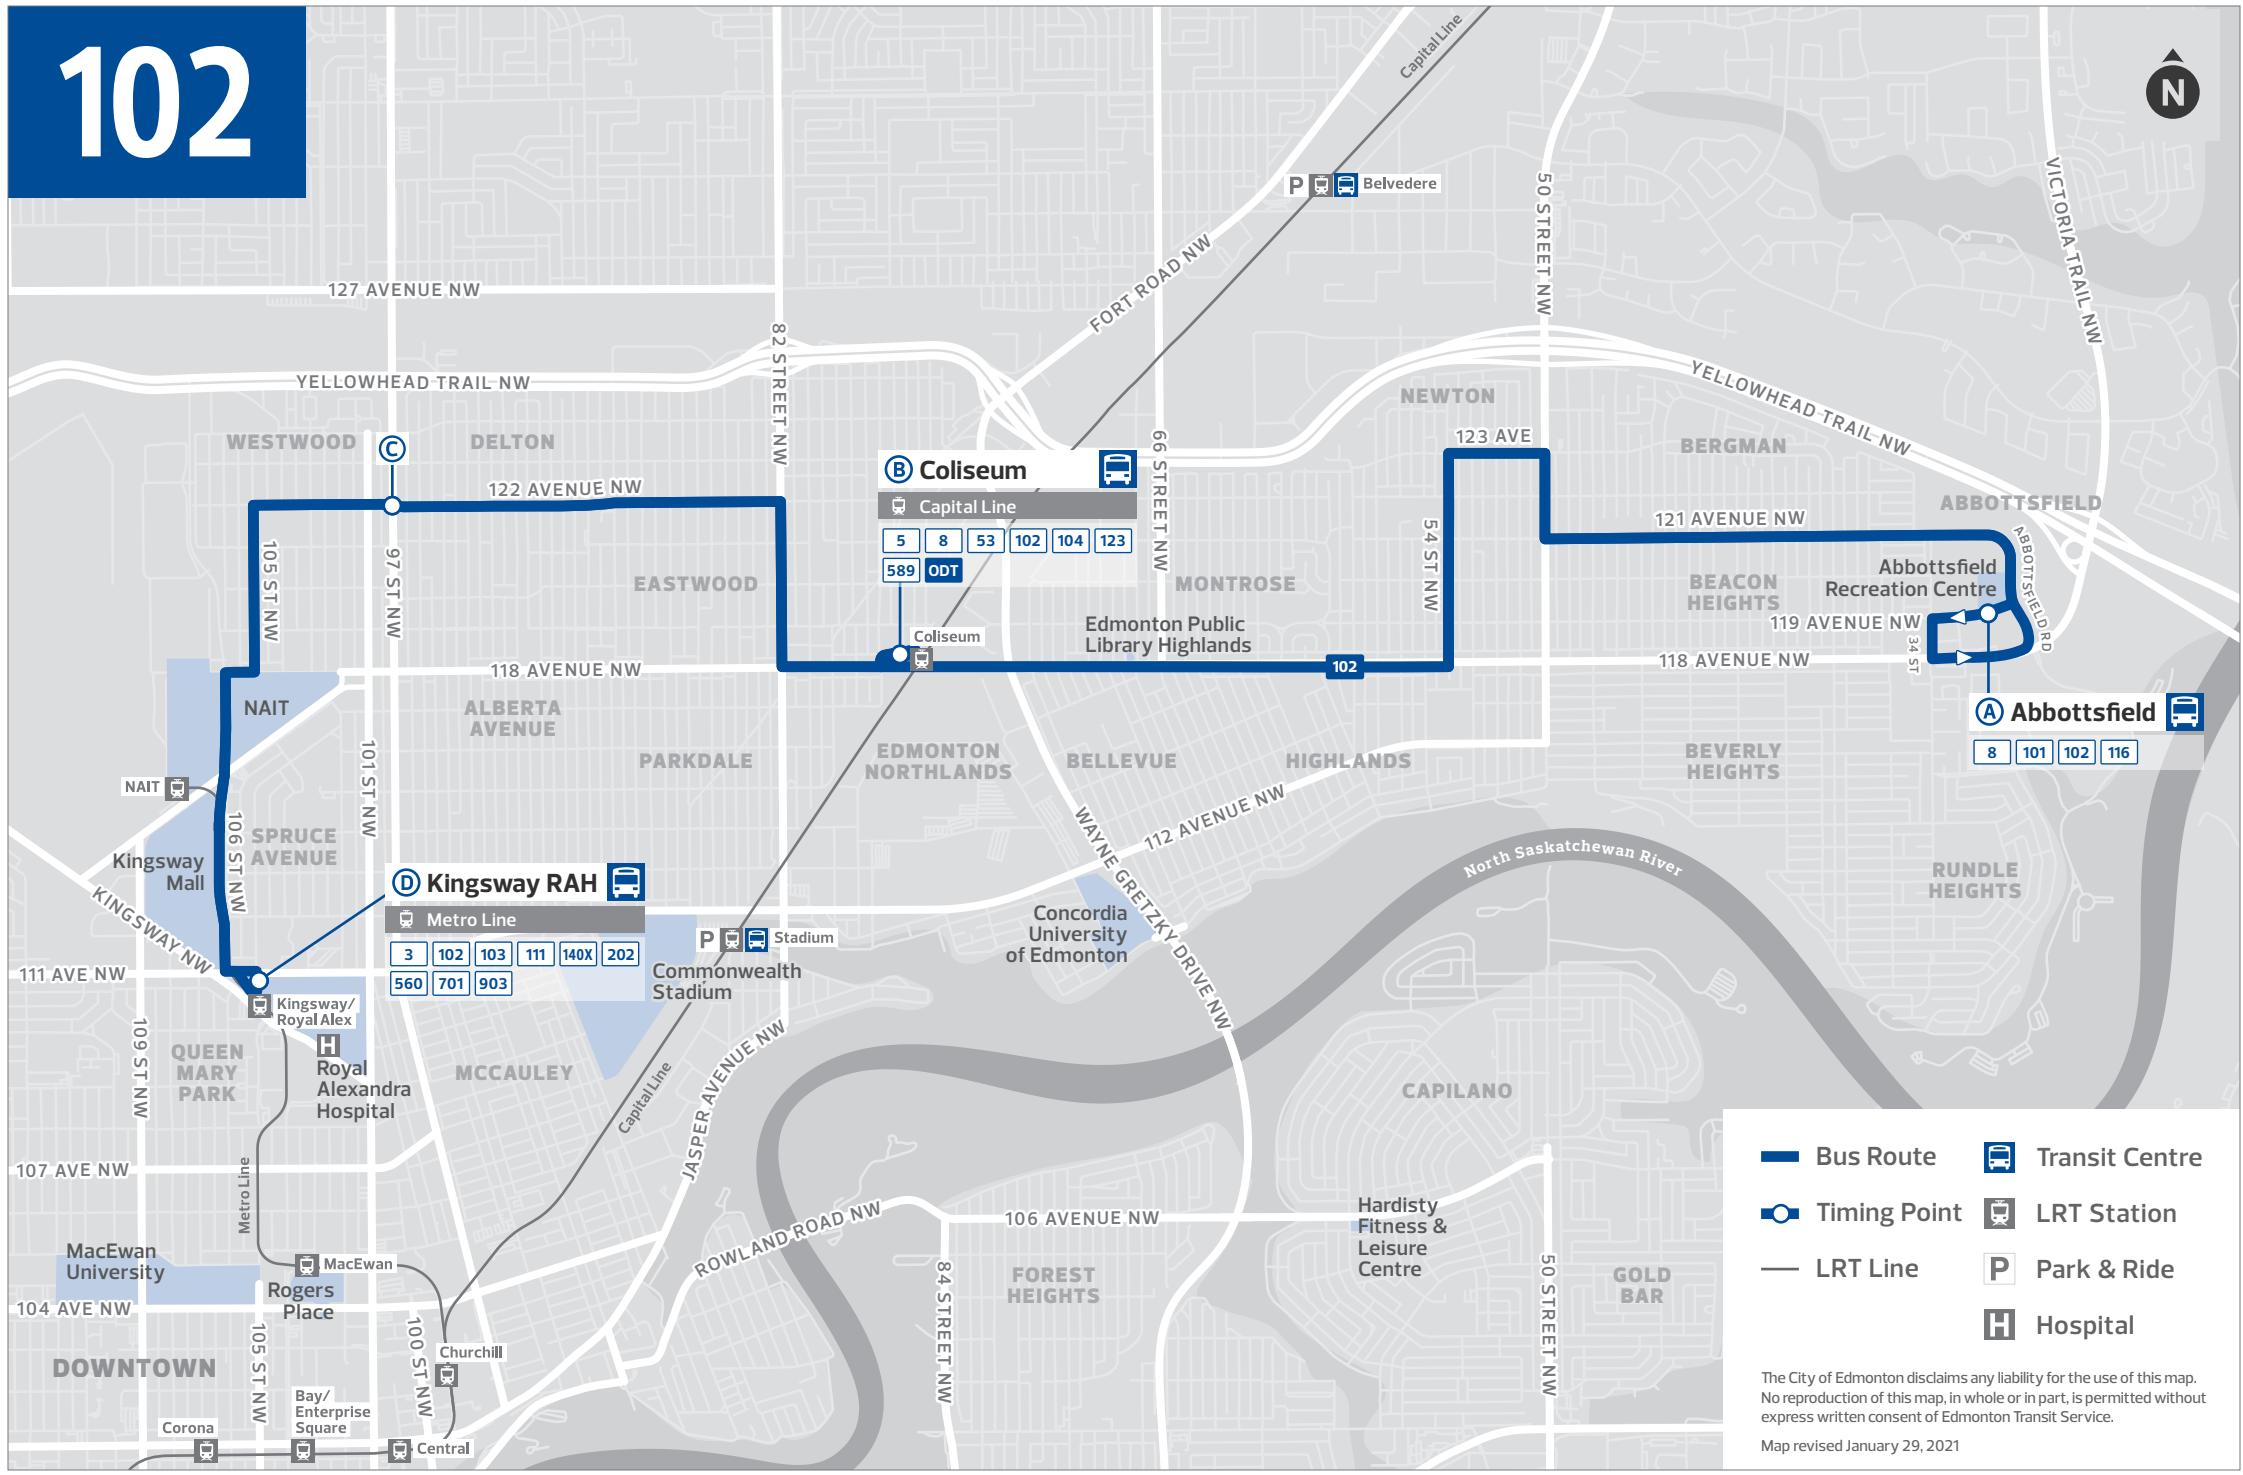 102
N
Capital Line
P
Belvedere
50 STREET NW
VICTORIA TRAIL NW
127 AVENUE NW
FORT ROAD NW
82 STREET NW
YELLOWHEAD TRAIL NW
YELLOWHEAD TRAIL NW
NEWTON
WESTWOOD
C
DELTON
66 STREET NW
123 AVE
BERGMAN
B Coliseum
Capital Line
5 8 53 102 104 123
589 ODT
122 AVENUE NW
ABBOTTSFIELD
121 AVENUE NW
54 ST NW
ABBOTTSFIELD RD
105 ST NW
97 ST NW
EASTWOOD
MONTROSE
BEACON
HEIGHTS
Abbottsfield
Recreation Centre
119 AVENUE NW
34 ST
Edmonton Public
Library Highlands
Coliseum
118 AVENUE NW
102
118 AVENUE NW
NAIT
ALBERTA
AVENUE
A Abbottsfield
8 101 102 116
101 ST NW
PARKDALE
EDMONTON
NORTHLANDS
BELLEVUE
HIGHLANDS
BEVERLY
HEIGHTS
NAIT
106 ST NW
SPRUCE
AVENUE
WAYNE GRETZKY DRIVE NW
112 AVENUE NW
North Saskatchewan River
Kingsway
Mall
D Kingsway RAH
Metro Line
3 102 103 111 140X 202
560 701 903
RUNDLE
HEIGHTS
KINGSWAY NW
Concordia
University
of Edmonton
P
Stadium
Commonwealth
Stadium
111 AVE NW
Kingsway/
Royal Alex
109 ST NW
H
Royal
Alexandra
Hospital
QUEEN
MARY
PARK
MCCAULEY
Capital Line
JASPER AVENUE NW
CAPILANO
107 AVE NW
Metro Line
ROWLAND ROAD NW
106 AVENUE NW
Hardisty
Fitness &
Leisure
Centre
MacEwan
University
MacEwan
Rogers
Place
84 STREET NW
FOREST
HEIGHTS
50 STREET NW
GOLD
BAR
104 AVE NW
105 ST NW
100 ST NW
Churchill
DOWNTOWN
Bay/
Enterprise
Square
Corona
Central
Bus Route
Transit Centre
Timing Point
LRT Station
LRT Line
P
Park & Ride
H
Hospital
The City of Edmonton disclaims any liability for the use of this map.
No reproduction of this map, in whole or in part, is permitted without
express written consent of Edmonton Transit Service.
Map revised January 29, 2021